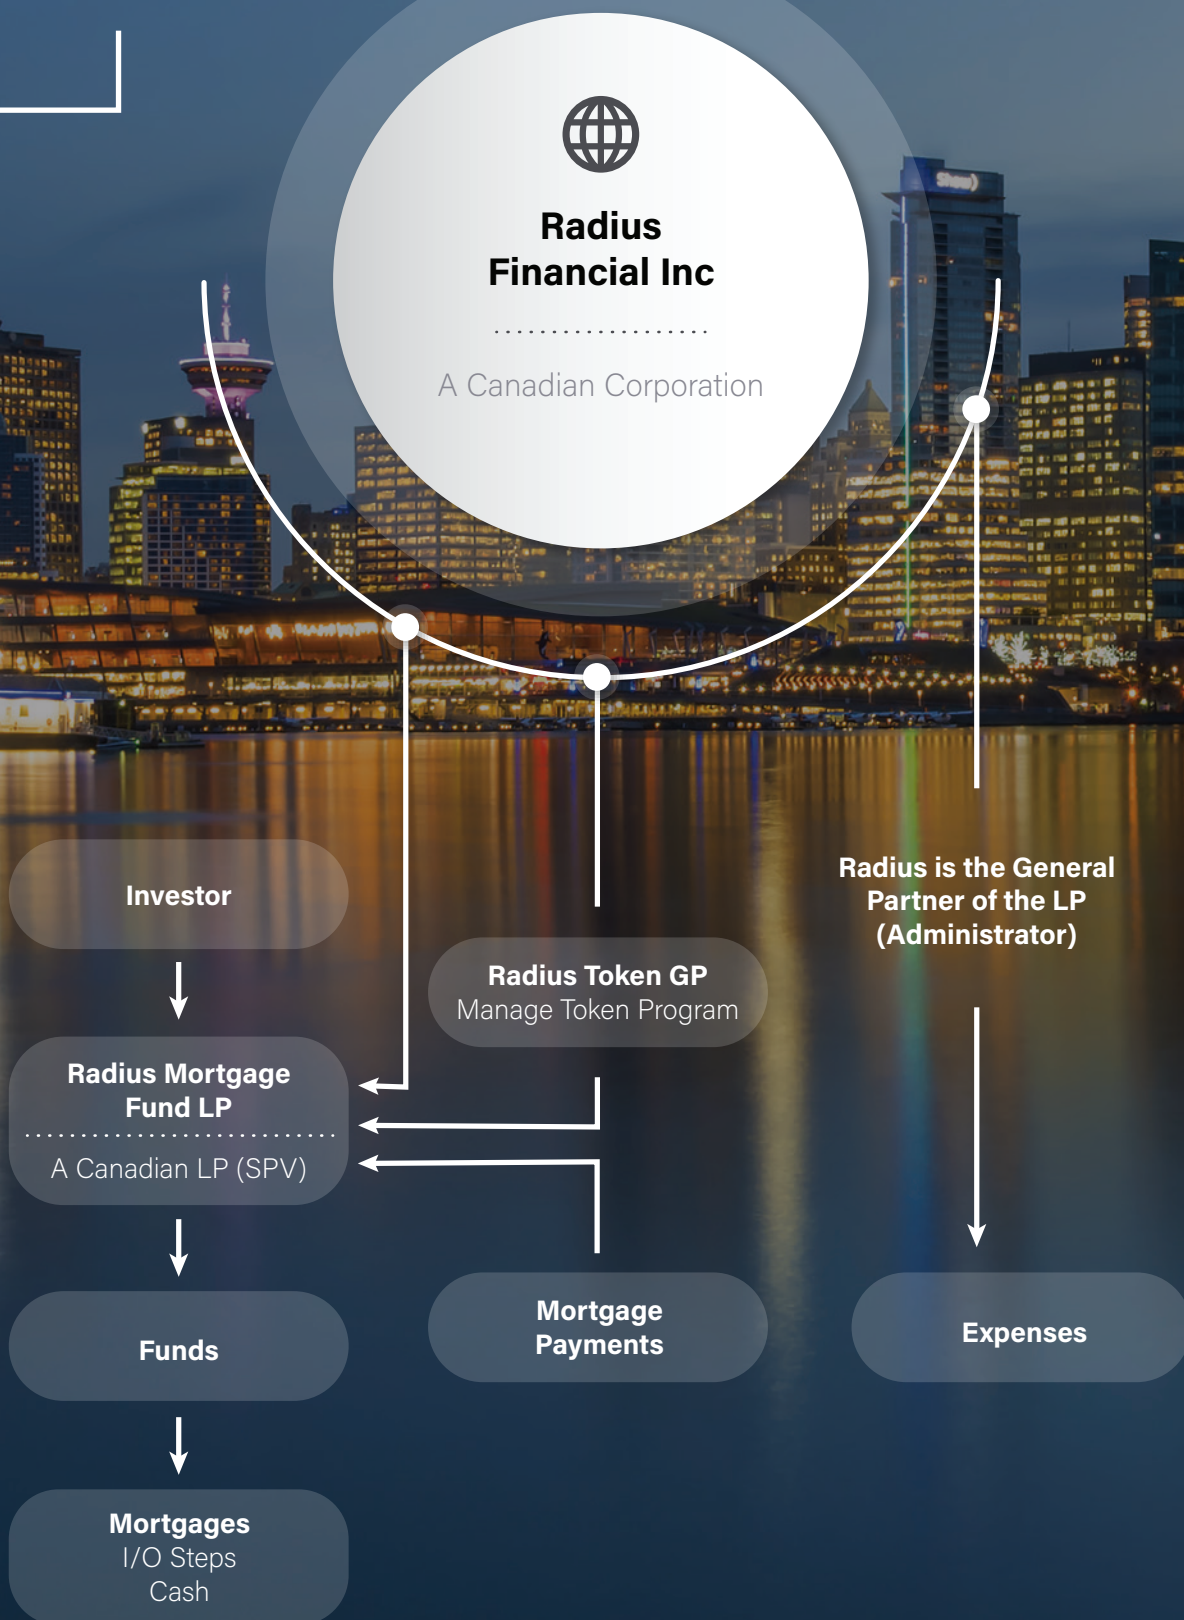 Show)
Radius
Financial Inc
A Canadian Corporation
Investor
Radius is the General
Partner of the LP
(Administrator)
Radius Token GP
Manage Token Program
Radius Mortgage
Fund LP
A Canadian LP (SPV)
Mortgage
Payments
Expenses
Funds
Mortgages
I/O Steps
Cash